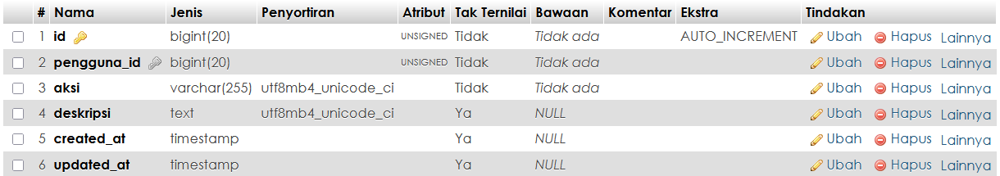 # Nama Jenis Penyortiran Atribut Tak Ternilai Bawaan Komentar Ekstra Tindakan
1 id bigint(20) UNSIGNED Tidak Tidak ada AUTO_INCREMENT Ubah Hapus Lainnya
2 pengguna_id bigint(20) UNSIGNED Tidak Tidak ada Ubah Hapus Lainnya
3 aksi varchar(255) utf8mb4_unicode_ci Tidak Tidak ada Ubah Hapus Lainnya
4 deskripsi text utf8mb4_unicode_ci Ya NULL Ubah Hapus Lainnya
5 created_at timestamp Ya NULL Ubah Hapus Lainnya
6 updated_at timestamp Ya NULL Ubah Hapus Lainnya